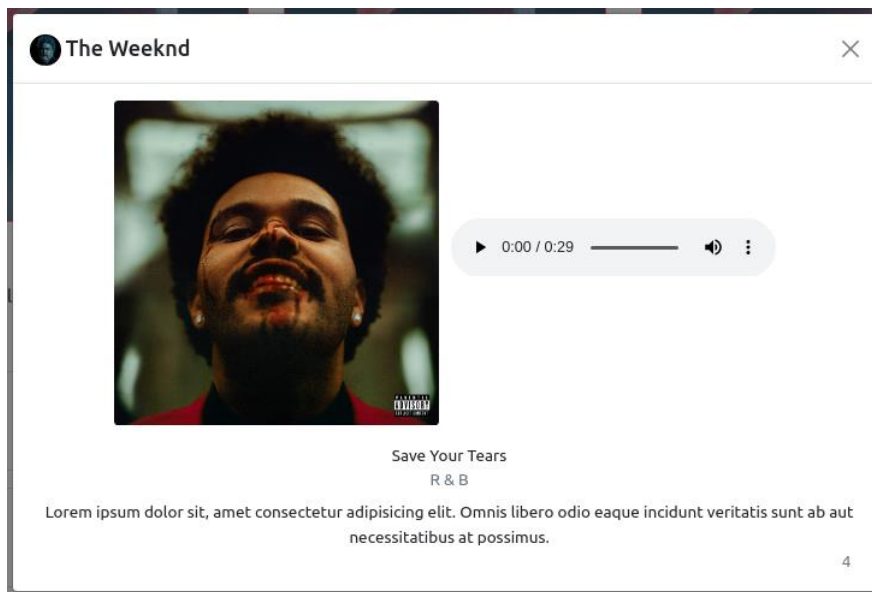 The Weeknd
0:00 / 0:29
PARENTAL
ADVISORY
EXPLICIT CONTENT
Save Your Tears
R & B
Lorem ipsum dolor sit, amet consectetur adipisicing elit. Omnis libero odio eaque incidunt veritatis sunt ab aut
necessitatibus at possimus.
4